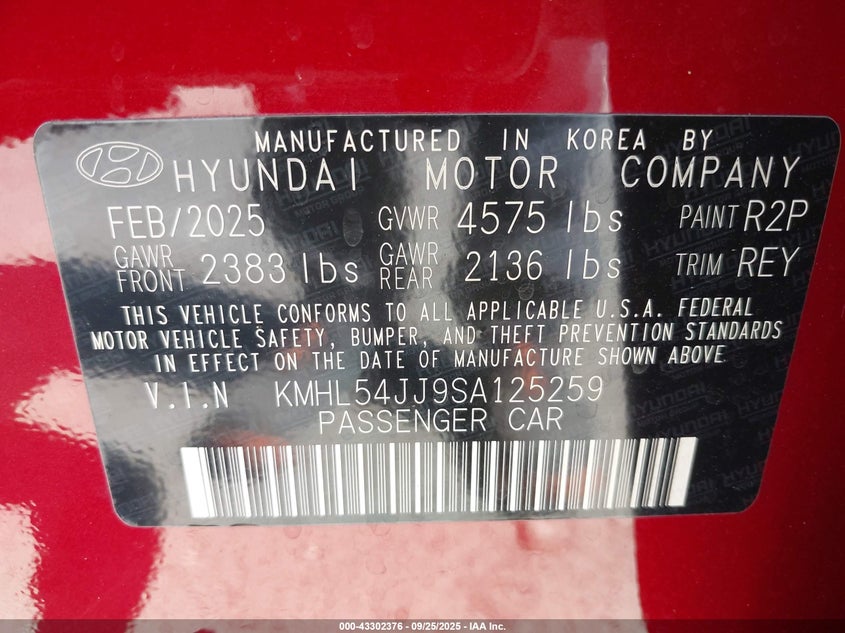 MANUFACTURED IN KOREA BY
HYUNDAI MOTOR COMPANY
FEB/2025 GVWR 4575 lbs PAINT R2P
GAWR FRONT 2383 lbs GAWR REAR 2136 lbs TRIM REY
THIS VEHICLE CONFORMS TO ALL APPLICABLE U.S.A. FEDERAL
MOTOR VEHICLE SAFETY, BUMPER, AND THEFT PREVENTION STANDARDS
IN EFFECT ON THE DATE OF MANUFACTURE SHOWN ABOVE
V.I.N KMHL54JJ9SA125259
PASSENGER CAR
000-43302376 - 09/25/2025 - IAA Inc.